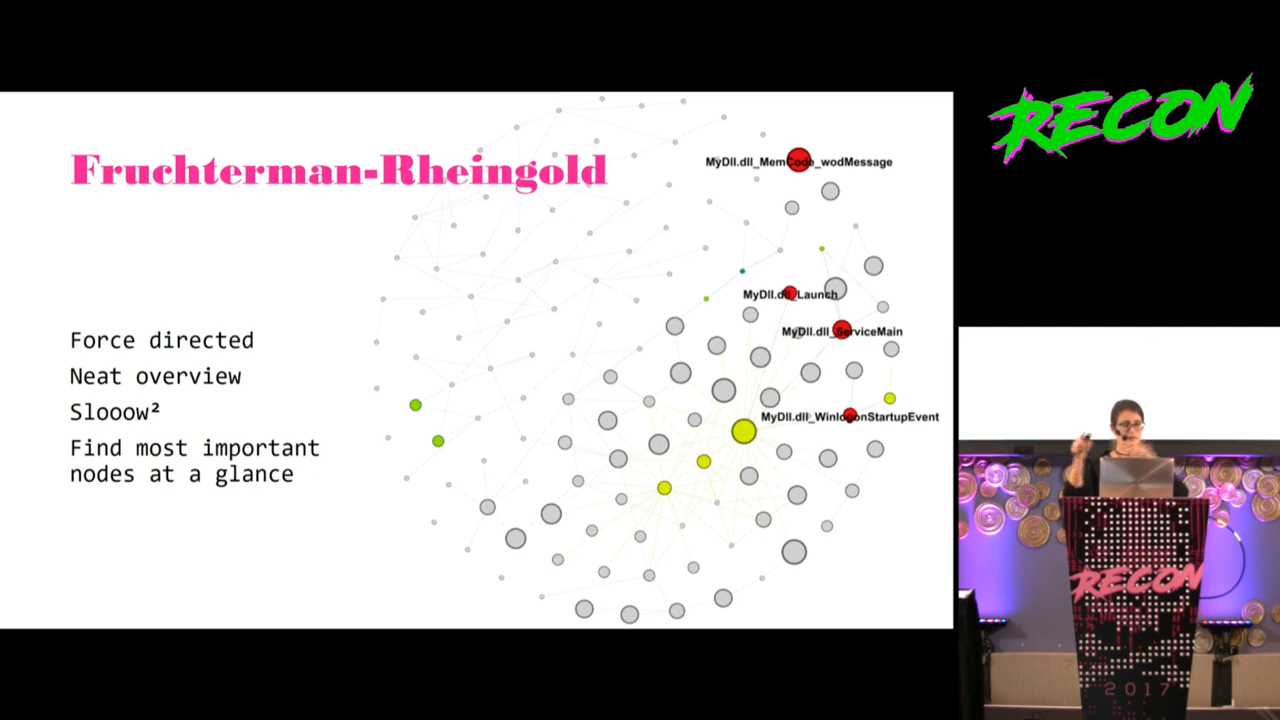 Fruchterman-Rheingold
Force directed
Neat overview
Slooow²
Find most important
nodes at a glance
MyDll.dll_MemCode_wodMessage
MyDll.dll_Launch
MyDll.dll_ServiceMain
MyDll.dll_WinlogonStartupEvent
RECON
RECON
2017